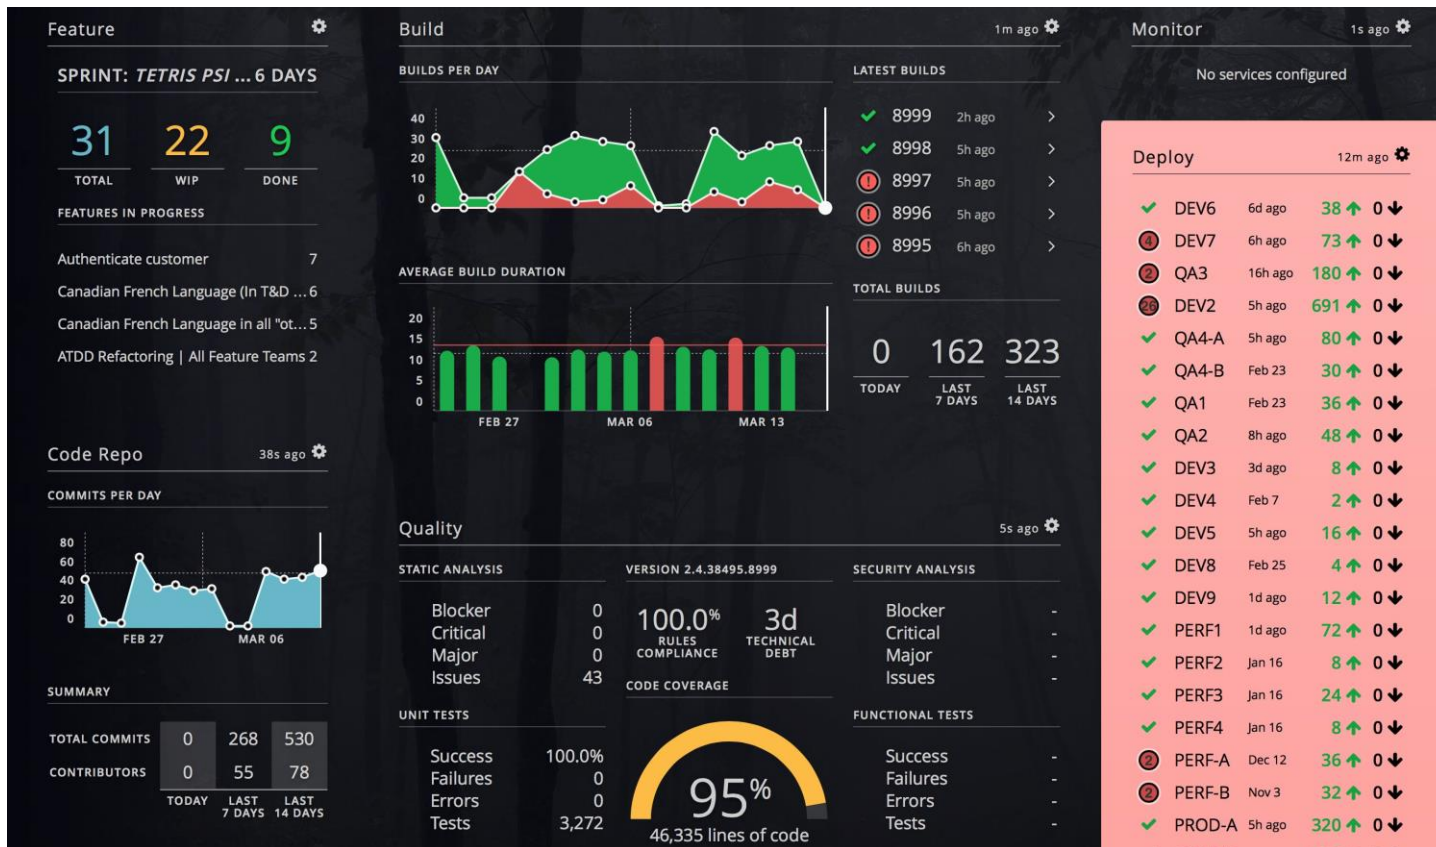 Feature
SPRINT: TETRIS PSI ... 6 DAYS
31 22 9
TOTAL WIP DONE
FEATURES IN PROGRESS
Authenticate customer 7
Canadian French Language (In T&D ... 6
Canadian French Language in all "ot... 5
ATDD Refactoring | All Feature Teams 2
Code Repo 38s ago
COMMITS PER DAY
80
60
40
20
0
FEB 27 MAR 06
SUMMARY
TOTAL COMMITS 0 268 530
CONTRIBUTORS 0 55 78
TODAY LAST 7 DAYS LAST 14 DAYS
Build 1m ago
BUILDS PER DAY
40
30
20
10
0
AVERAGE BUILD DURATION
20
15
10
5
0
FEB 27 MAR 06 MAR 13
LATEST BUILDS
8999 2h ago >
8998 5h ago >
! 8997 5h ago >
! 8996 5h ago >
! 8995 6h ago >
TOTAL BUILDS
0 162 323
TODAY LAST 7 DAYS LAST 14 DAYS
Quality 5s ago
STATIC ANALYSIS
Blocker 0
Critical 0
Major 0
Issues 43
UNIT TESTS
Success 100.0%
Failures 0
Errors 0
Tests 3,272
VERSION 2.4.38495.8999
100.0% 3d
RULES COMPLIANCE TECHNICAL DEBT
CODE COVERAGE
95%
46,335 lines of code
SECURITY ANALYSIS
Blocker -
Critical -
Major -
Issues -
FUNCTIONAL TESTS
Success -
Failures -
Errors -
Tests -
Monitor 1s ago
No services configured
Deploy 12m ago
DEV6 6d ago 38 0
4 DEV7 6h ago 73 0
2 QA3 16h ago 180 0
26 DEV2 5h ago 691 0
QA4-A 5h ago 80 0
QA4-B Feb 23 30 0
QA1 Feb 23 36 0
QA2 8h ago 48 0
DEV3 3d ago 8 0
DEV4 Feb 7 2 0
DEV5 5h ago 16 0
DEV8 Feb 25 4 0
DEV9 1d ago 12 0
PERF1 1d ago 72 0
PERF2 Jan 16 8 0
PERF3 Jan 16 24 0
PERF4 Jan 16 8 0
2 PERF-A Dec 12 36 0
2 PERF-B Nov 3 32 0
PROD-A 5h ago 320 0